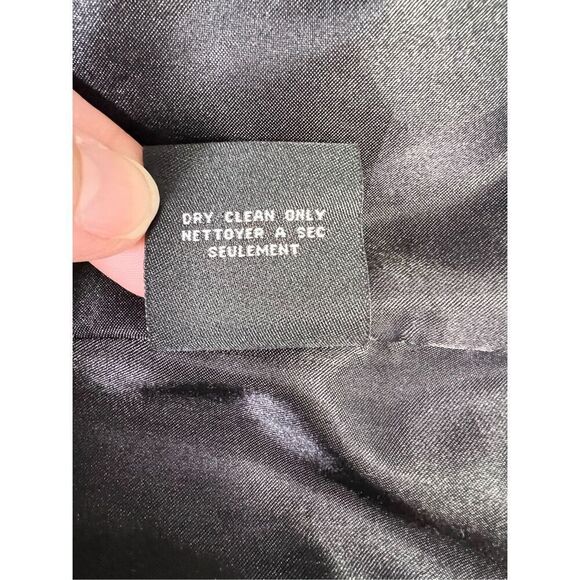 DRY CLEAN ONLY
NETTOYER A SEC
SEULEMENT